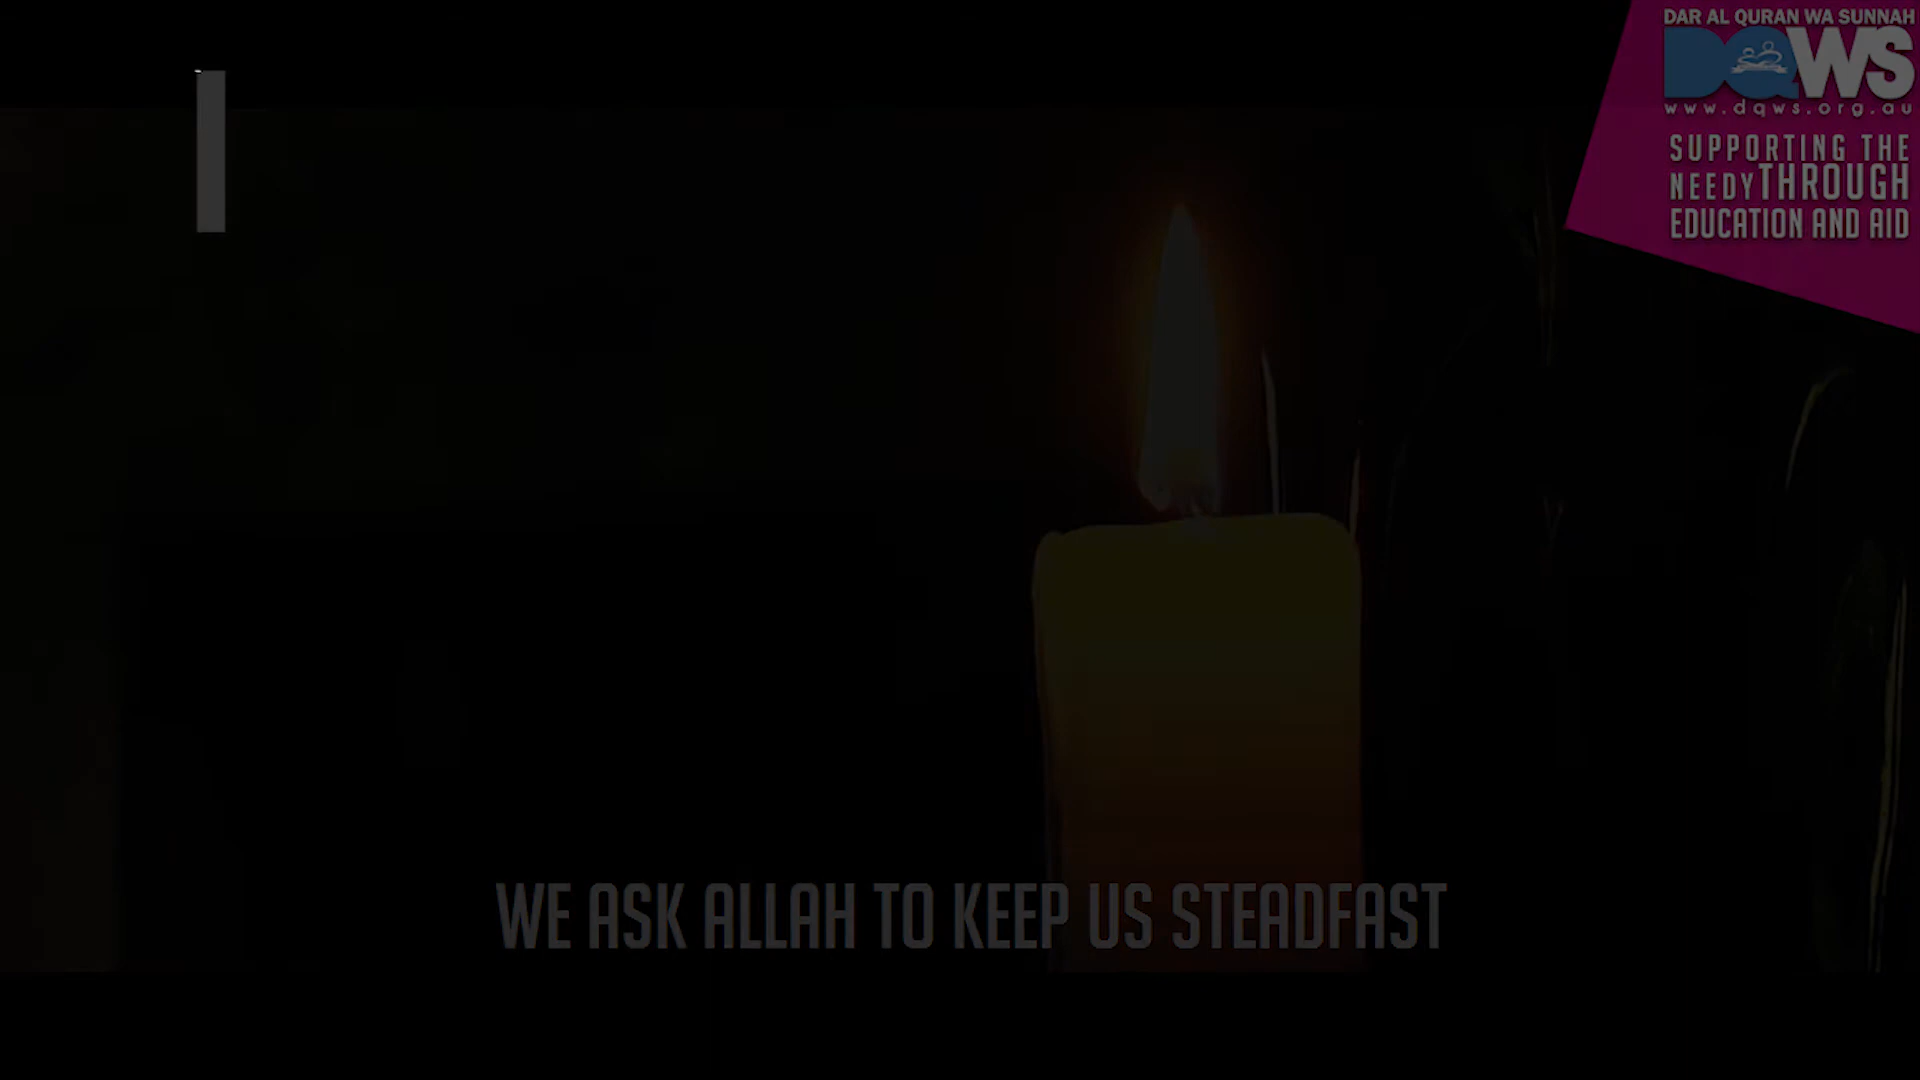 DAR AL QURAN WA SUNNAH
DQWS
www.dqws.org.au
SUPPORTING THE
NEEDY THROUGH
EDUCATION AND AID
WE ASK ALLAH TO KEEP US STEADFAST